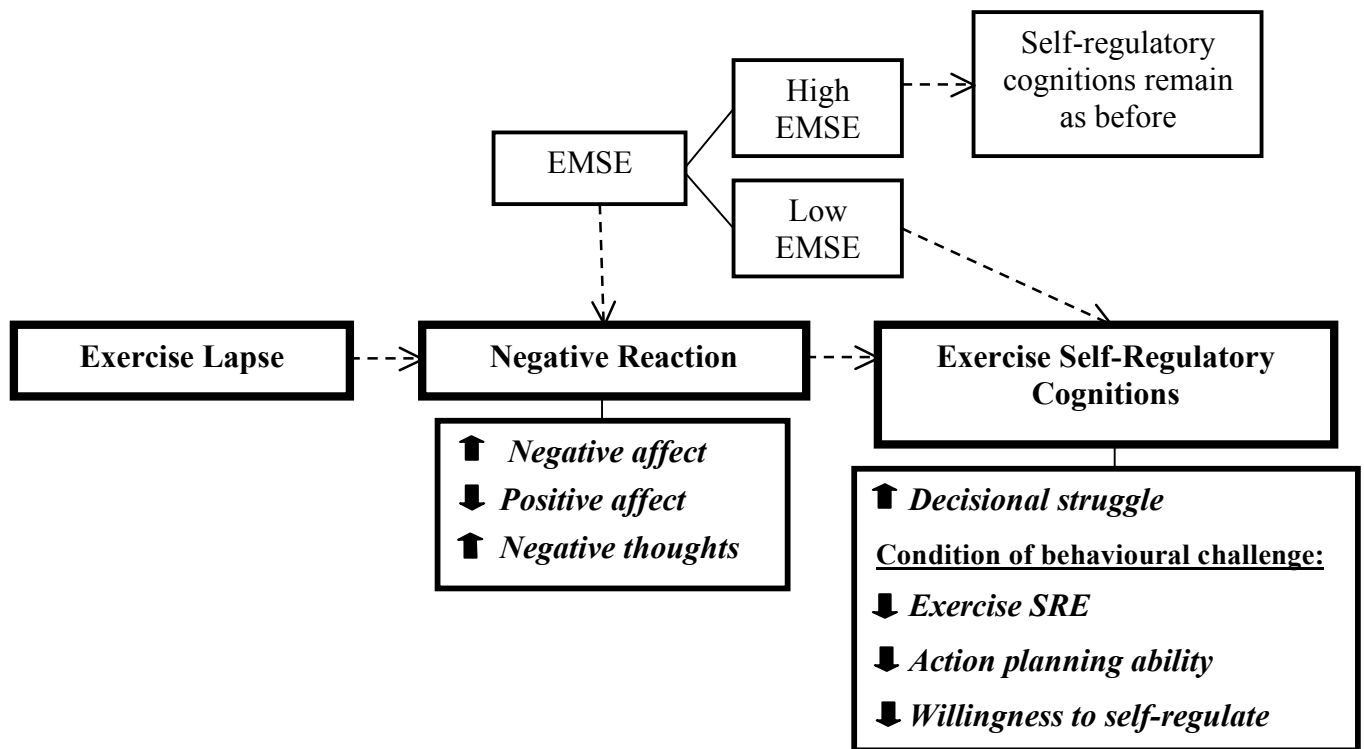 Self-regulatory
cognitions remain
as before
High
EMSE
EMSE
Low
EMSE
Exercise Lapse
Negative Reaction
Exercise Self-Regulatory
Cognitions
Negative affect
Positive affect
Negative thoughts
Decisional struggle
Condition of behavioural challenge:
Exercise SRE
Action planning ability
Willingness to self-regulate